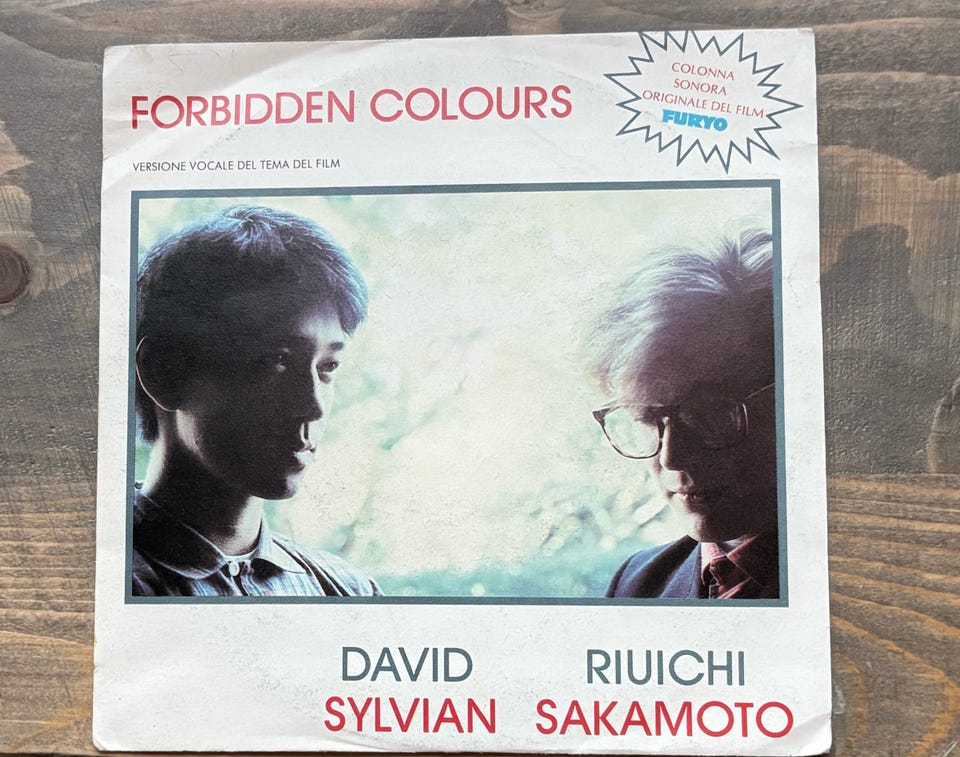 FORBIDDEN COLOURS
COLONNA
SONORA
ORIGINALE DEL FILM
FURYO
VERSIONE VOCALE DEL TEMA DEL FILM
DAVID
SYLVIAN
RIUICHI
SAKAMOTO